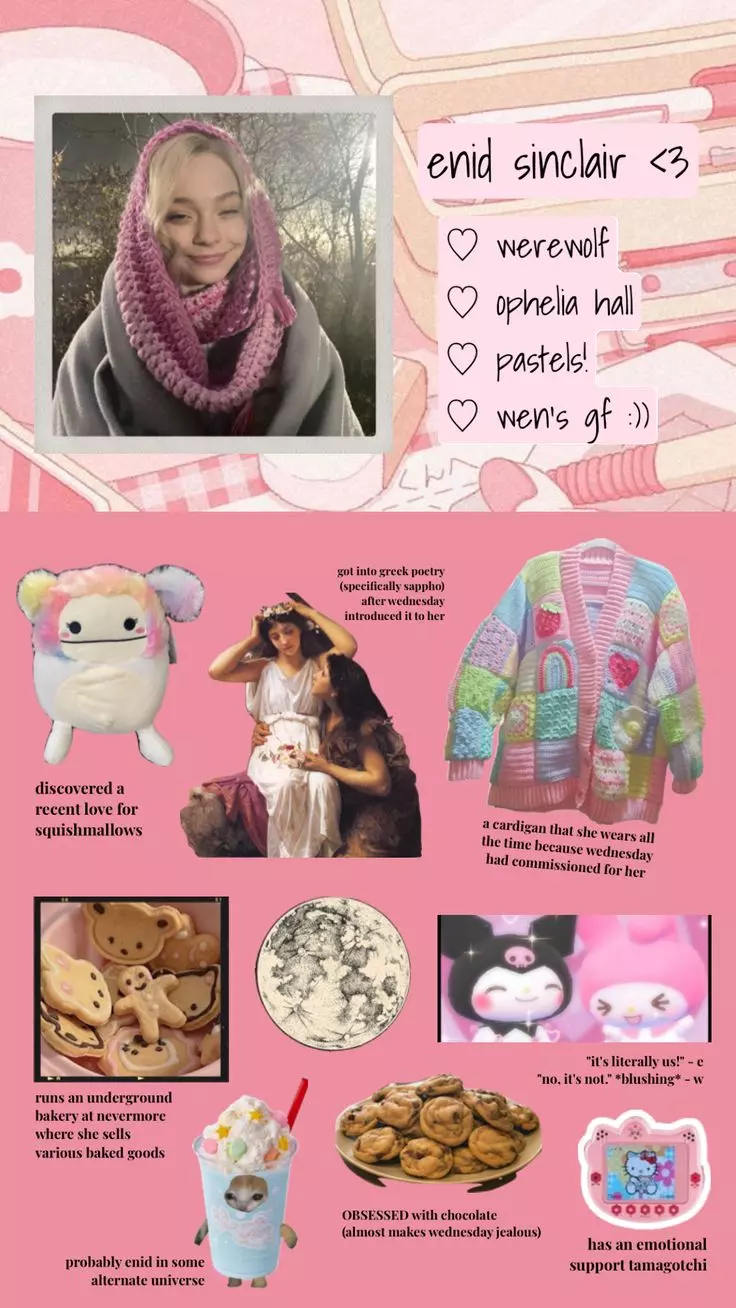 enid sinclair <3
♡ werewolf
♡ ophelia hall
♡ pastels!
♡ wen's gf :))
got into greek poetry
(specifically sappho)
after wednesday
introduced it to her
discovered a
recent love for
squishmallows
a cardigan that she wears all
the time because wednesday
had commissioned for her
runs an underground
bakery at nevermore
where she sells
various baked goods
"it's literally us!" - e
"no, it's not." *blushing* - w
OBSESSED with chocolate
(almost makes wednesday jealous)
probably enid in some
alternate universe
has an emotional
support tamagotchi